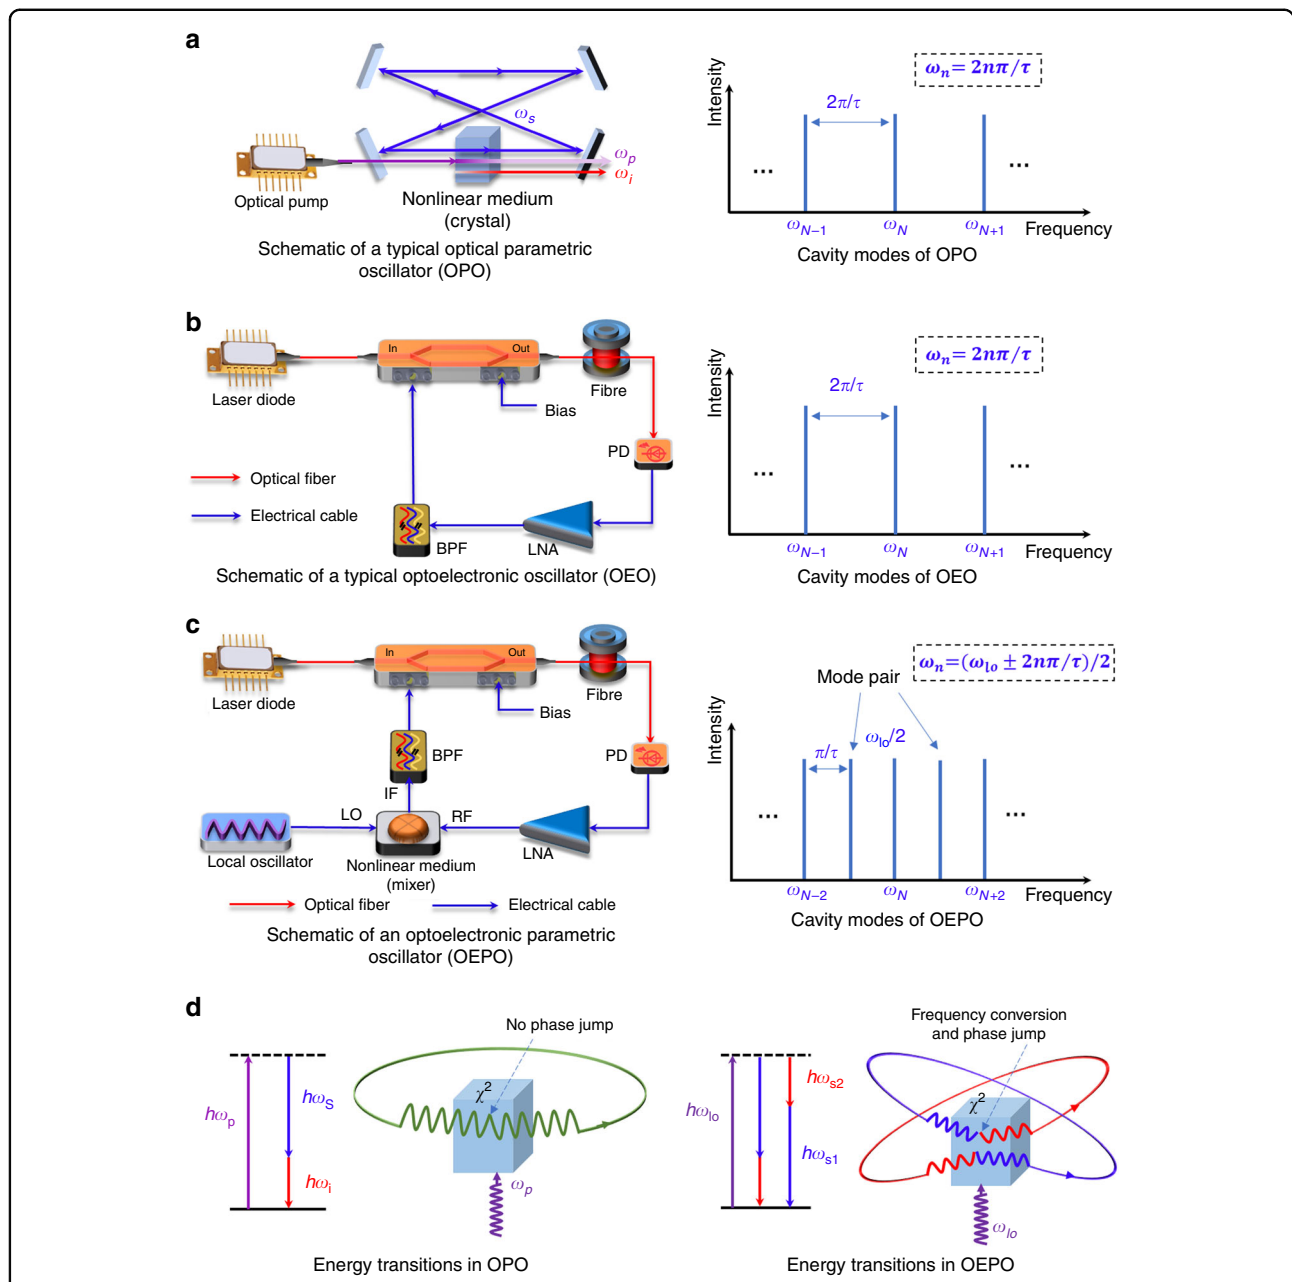 a
ωs
ωp
ωi
Optical pump
Nonlinear medium
(crystal)
Schematic of a typical optical parametric
oscillator (OPO)
Intensity
ωn = 2nπ/τ
2π/τ
...
...
ωN−1
ωN
ωN+1
Frequency
Cavity modes of OPO
b
In
Out
Laser diode
Bias
Fibre
PD
Optical fiber
Electrical cable
BPF
LNA
Schematic of a typical optoelectronic oscillator (OEO)
Intensity
ωn = 2nπ/τ
2π/τ
...
...
ωN−1
ωN
ωN+1
Frequency
Cavity modes of OEO
c
In
Out
Laser diode
Bias
Fibre
BPF
PD
IF
LO
RF
Local oscillator
Nonlinear medium
(mixer)
LNA
Optical fiber
Electrical cable
Schematic of an optoelectronic parametric
oscillator (OEPO)
ωn=(ωlo ± 2nπ/τ)/2
Mode pair
Intensity
ωlo/2
π/τ
...
...
ωN−2
ωN
ωN+2
Frequency
Cavity modes of OEPO
d
No phase jump
χ2
hωp
hωS
hωi
ωp
Energy transitions in OPO
Frequency conversion
and phase jump
χ2
hωlo
hωs2
hωs1
ωlo
Energy transitions in OEPO